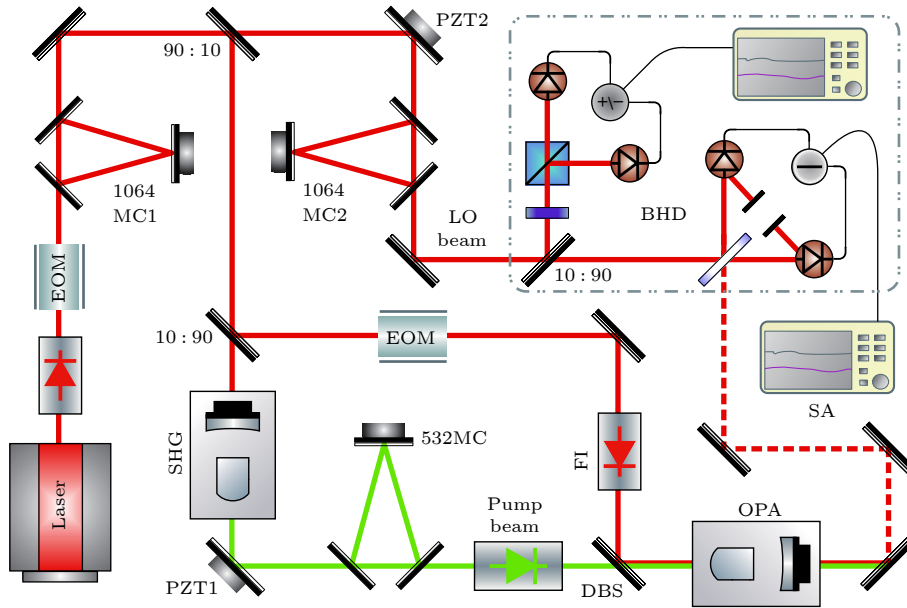 PZT2
90 : 10
+/−
1064
MC1
1064
MC2
LO
beam
BHD
10 : 90
EOM
10 : 90
EOM
SA
SHG
532MC
FI
Laser
Pump
beam
OPA
PZT1
DBS